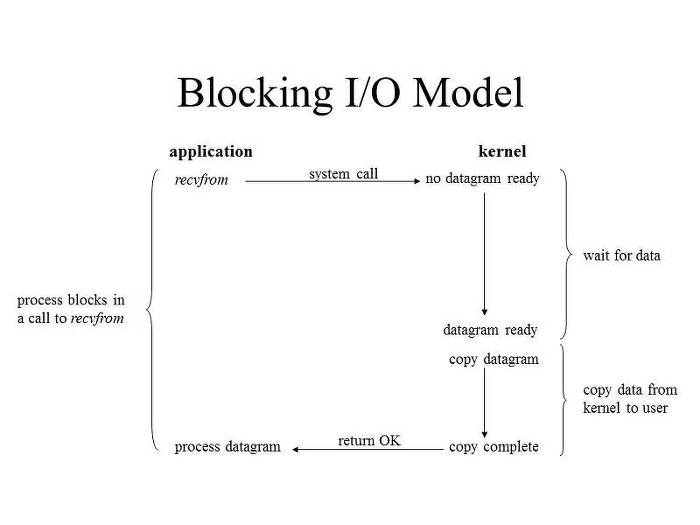 Blocking I/O Model
application
kernel
recvfrom
system call
no datagram ready
wait for data
process blocks in
a call to recvfrom
datagram ready
copy datagram
copy data from
kernel to user
process datagram
return OK
copy complete